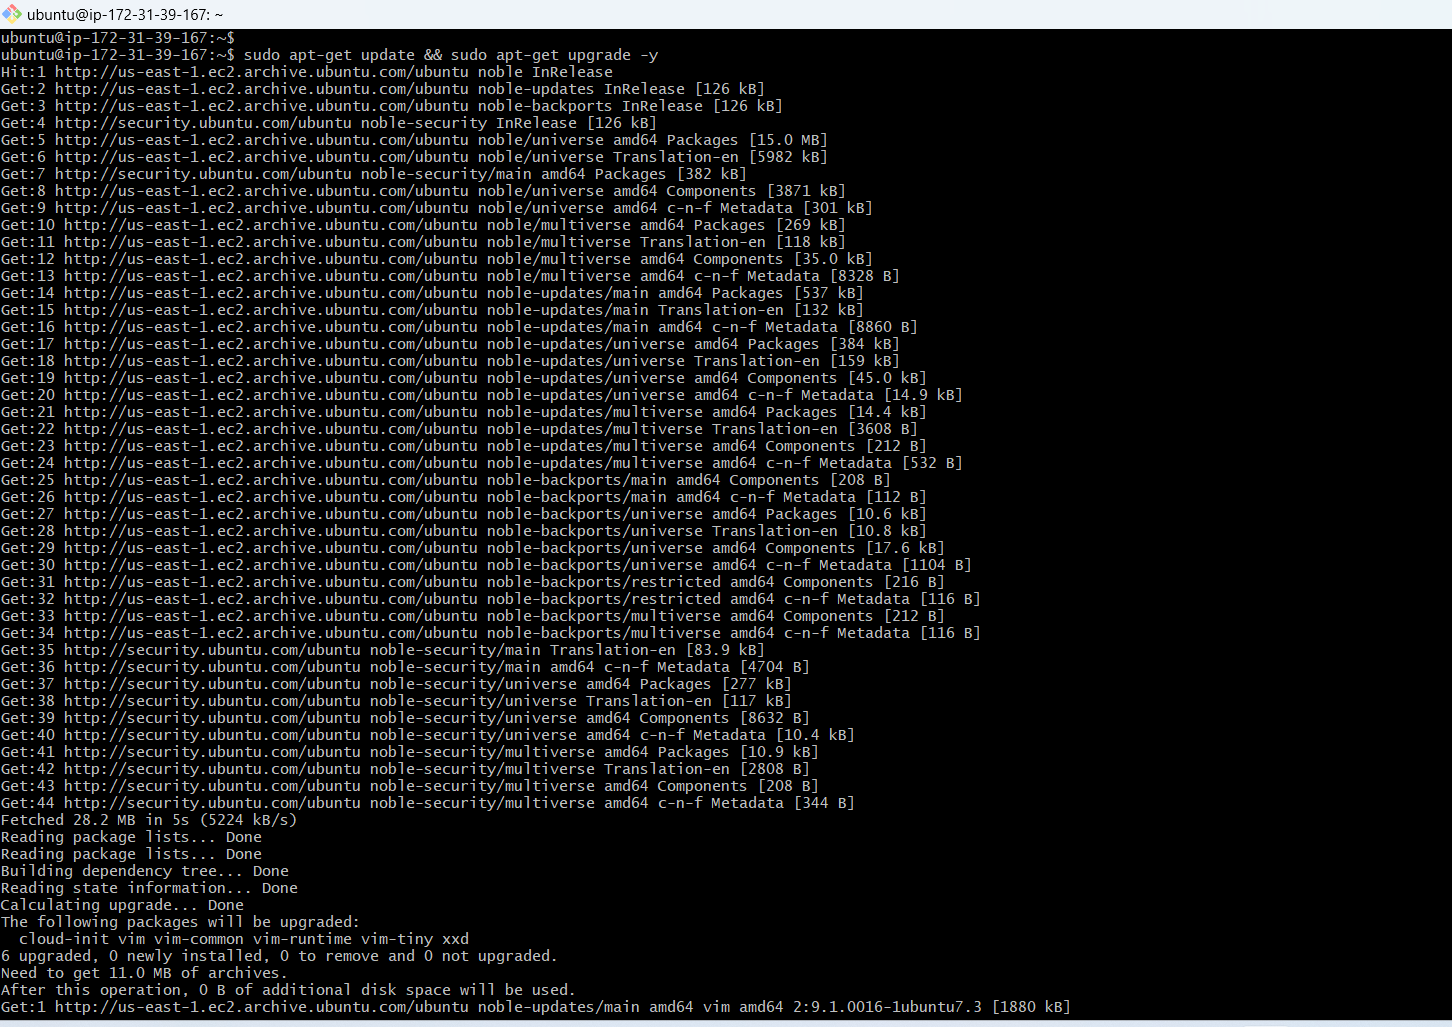 ubuntu@ip-172-31-39-167: ~
ubuntu@ip-172-31-39-167:~$
ubuntu@ip-172-31-39-167:~$ sudo apt-get update && sudo apt-get upgrade -y
Hit:1 http://us-east-1.ec2.archive.ubuntu.com/ubuntu noble InRelease
Get:2 http://us-east-1.ec2.archive.ubuntu.com/ubuntu noble-updates InRelease [126 kB]
Get:3 http://us-east-1.ec2.archive.ubuntu.com/ubuntu noble-backports InRelease [126 kB]
Get:4 http://security.ubuntu.com/ubuntu noble-security InRelease [126 kB]
Get:5 http://us-east-1.ec2.archive.ubuntu.com/ubuntu noble/universe amd64 Packages [15.0 MB]
Get:6 http://us-east-1.ec2.archive.ubuntu.com/ubuntu noble/universe Translation-en [5982 kB]
Get:7 http://security.ubuntu.com/ubuntu noble-security/main amd64 Packages [382 kB]
Get:8 http://us-east-1.ec2.archive.ubuntu.com/ubuntu noble/universe amd64 Components [3871 kB]
Get:9 http://us-east-1.ec2.archive.ubuntu.com/ubuntu noble/universe amd64 c-n-f Metadata [301 kB]
Get:10 http://us-east-1.ec2.archive.ubuntu.com/ubuntu noble/multiverse amd64 Packages [269 kB]
Get:11 http://us-east-1.ec2.archive.ubuntu.com/ubuntu noble/multiverse Translation-en [118 kB]
Get:12 http://us-east-1.ec2.archive.ubuntu.com/ubuntu noble/multiverse amd64 Components [35.0 kB]
Get:13 http://us-east-1.ec2.archive.ubuntu.com/ubuntu noble/multiverse amd64 c-n-f Metadata [8328 B]
Get:14 http://us-east-1.ec2.archive.ubuntu.com/ubuntu noble-updates/main amd64 Packages [537 kB]
Get:15 http://us-east-1.ec2.archive.ubuntu.com/ubuntu noble-updates/main Translation-en [132 kB]
Get:16 http://us-east-1.ec2.archive.ubuntu.com/ubuntu noble-updates/main amd64 c-n-f Metadata [8860 B]
Get:17 http://us-east-1.ec2.archive.ubuntu.com/ubuntu noble-updates/universe amd64 Packages [384 kB]
Get:18 http://us-east-1.ec2.archive.ubuntu.com/ubuntu noble-updates/universe Translation-en [159 kB]
Get:19 http://us-east-1.ec2.archive.ubuntu.com/ubuntu noble-updates/universe amd64 Components [45.0 kB]
Get:20 http://us-east-1.ec2.archive.ubuntu.com/ubuntu noble-updates/universe amd64 c-n-f Metadata [14.9 kB]
Get:21 http://us-east-1.ec2.archive.ubuntu.com/ubuntu noble-updates/multiverse amd64 Packages [14.4 kB]
Get:22 http://us-east-1.ec2.archive.ubuntu.com/ubuntu noble-updates/multiverse Translation-en [3608 B]
Get:23 http://us-east-1.ec2.archive.ubuntu.com/ubuntu noble-updates/multiverse amd64 Components [212 B]
Get:24 http://us-east-1.ec2.archive.ubuntu.com/ubuntu noble-updates/multiverse amd64 c-n-f Metadata [532 B]
Get:25 http://us-east-1.ec2.archive.ubuntu.com/ubuntu noble-backports/main amd64 Components [208 B]
Get:26 http://us-east-1.ec2.archive.ubuntu.com/ubuntu noble-backports/main amd64 c-n-f Metadata [112 B]
Get:27 http://us-east-1.ec2.archive.ubuntu.com/ubuntu noble-backports/universe amd64 Packages [10.6 kB]
Get:28 http://us-east-1.ec2.archive.ubuntu.com/ubuntu noble-backports/universe Translation-en [10.8 kB]
Get:29 http://us-east-1.ec2.archive.ubuntu.com/ubuntu noble-backports/universe amd64 Components [17.6 kB]
Get:30 http://us-east-1.ec2.archive.ubuntu.com/ubuntu noble-backports/universe amd64 c-n-f Metadata [1104 B]
Get:31 http://us-east-1.ec2.archive.ubuntu.com/ubuntu noble-backports/restricted amd64 Components [216 B]
Get:32 http://us-east-1.ec2.archive.ubuntu.com/ubuntu noble-backports/restricted amd64 c-n-f Metadata [116 B]
Get:33 http://us-east-1.ec2.archive.ubuntu.com/ubuntu noble-backports/multiverse amd64 Components [212 B]
Get:34 http://us-east-1.ec2.archive.ubuntu.com/ubuntu noble-backports/multiverse amd64 c-n-f Metadata [116 B]
Get:35 http://security.ubuntu.com/ubuntu noble-security/main Translation-en [83.9 kB]
Get:36 http://security.ubuntu.com/ubuntu noble-security/main amd64 c-n-f Metadata [4704 B]
Get:37 http://security.ubuntu.com/ubuntu noble-security/universe amd64 Packages [277 kB]
Get:38 http://security.ubuntu.com/ubuntu noble-security/universe Translation-en [117 kB]
Get:39 http://security.ubuntu.com/ubuntu noble-security/universe amd64 Components [8632 B]
Get:40 http://security.ubuntu.com/ubuntu noble-security/universe amd64 c-n-f Metadata [10.4 kB]
Get:41 http://security.ubuntu.com/ubuntu noble-security/multiverse amd64 Packages [10.9 kB]
Get:42 http://security.ubuntu.com/ubuntu noble-security/multiverse Translation-en [2808 B]
Get:43 http://security.ubuntu.com/ubuntu noble-security/multiverse amd64 Components [208 B]
Get:44 http://security.ubuntu.com/ubuntu noble-security/multiverse amd64 c-n-f Metadata [344 B]
Fetched 28.2 MB in 5s (5224 kB/s)
Reading package lists... Done
Reading package lists... Done
Building dependency tree... Done
Reading state information... Done
Calculating upgrade... Done
The following packages will be upgraded:
  cloud-init vim vim-common vim-runtime vim-tiny xxd
6 upgraded, 0 newly installed, 0 to remove and 0 not upgraded.
Need to get 11.0 MB of archives.
After this operation, 0 B of additional disk space will be used.
Get:1 http://us-east-1.ec2.archive.ubuntu.com/ubuntu noble-updates/main amd64 vim amd64 2:9.1.0016-1ubuntu7.3 [1880 kB]